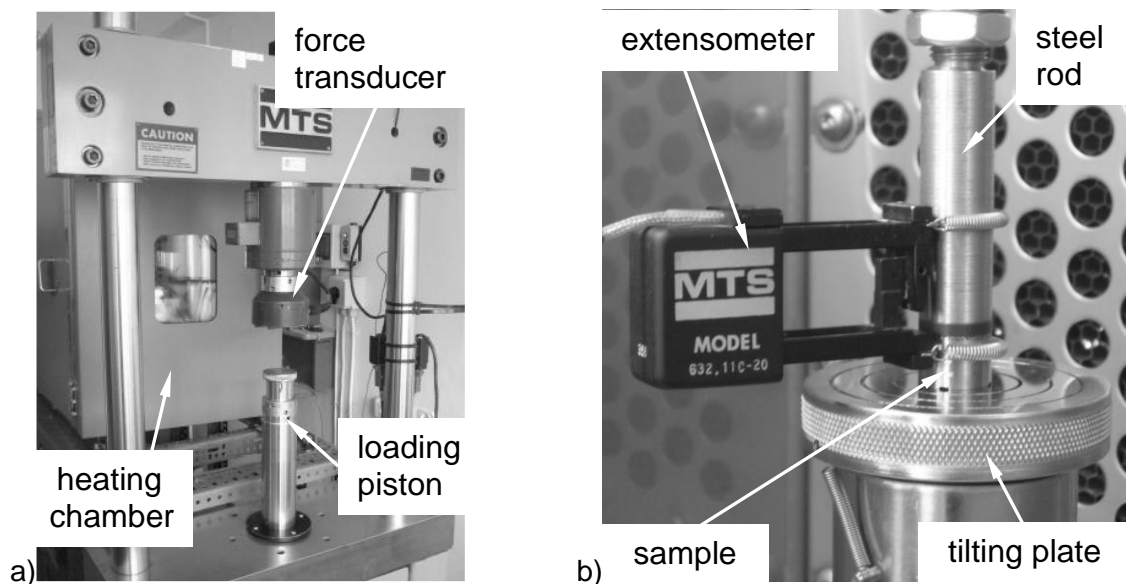 force
transducer
MTS
CAUTION
heating
chamber
loading
piston
a)
extensometer
steel
rod
MTS
MODEL
632,11C-20
sample
tilting plate
b)